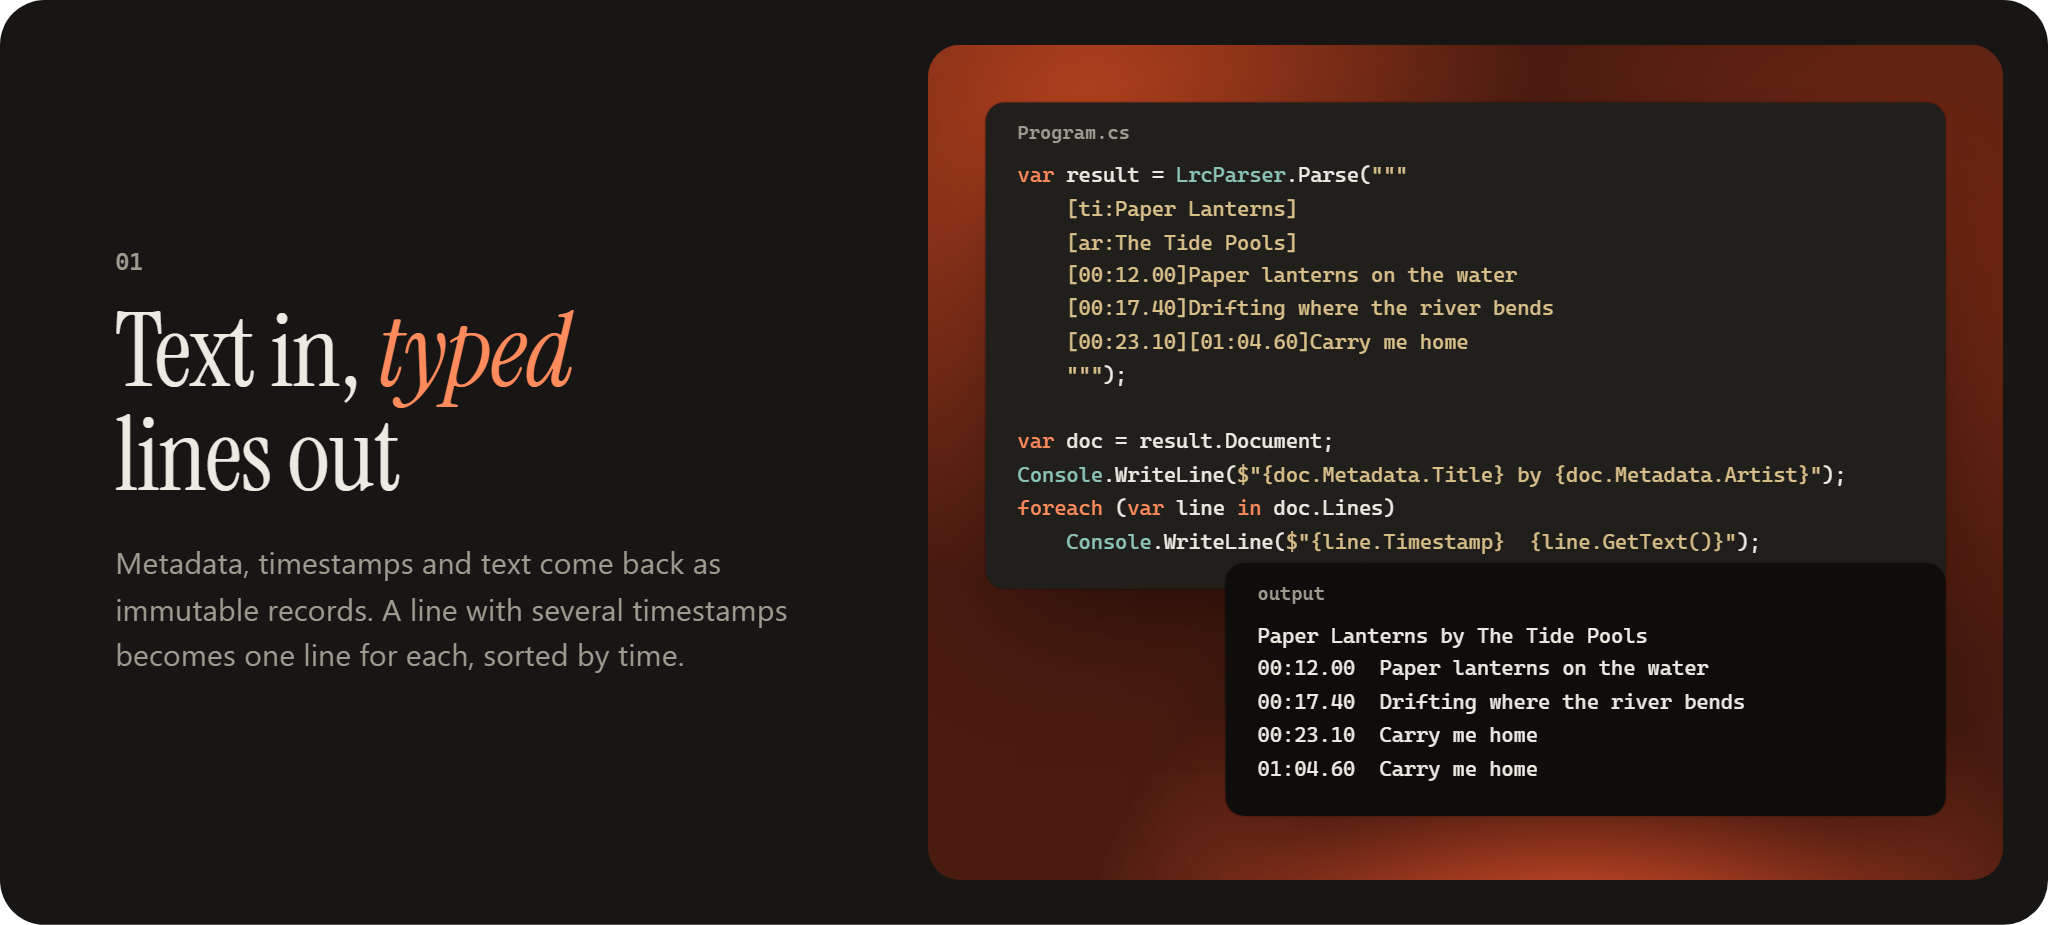 01
Text in, typed
lines out
Metadata, timestamps and text come back as
immutable records. A line with several timestamps
becomes one line for each, sorted by time.
Program.cs
var result = LrcParser.Parse("""
    [ti:Paper Lanterns]
    [ar:The Tide Pools]
    [00:12.00]Paper lanterns on the water
    [00:17.40]Drifting where the river bends
    [00:23.10][01:04.60]Carry me home
    """);
var doc = result.Document;
Console.WriteLine($"{doc.Metadata.Title} by {doc.Metadata.Artist}");
foreach (var line in doc.Lines)
    Console.WriteLine($"{line.Timestamp}  {line.GetText()}");
output
Paper Lanterns by The Tide Pools
00:12.00  Paper lanterns on the water
00:17.40  Drifting where the river bends
00:23.10  Carry me home
01:04.60  Carry me home